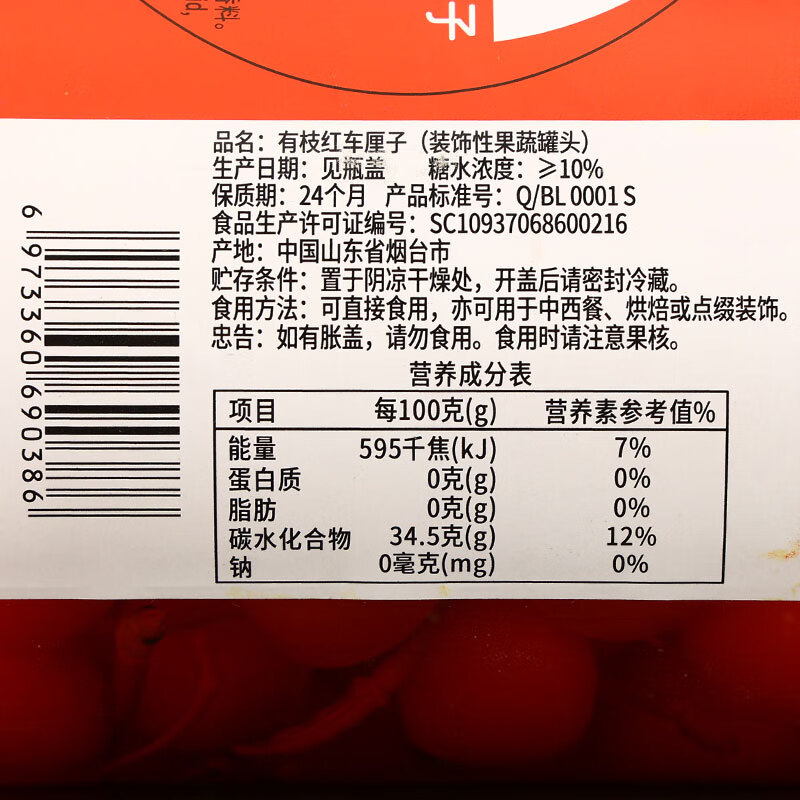 子
香料。
id,
品名：有枝红车厘子（装饰性果蔬罐头）
生产日期：见瓶盖 糖水浓度：≥10%
保质期：24个月 产品标准号：Q/BL0001S
食品生产许可证编号：SC10937068600216
产地：中国山东省烟台市
贮存条件：置于阴凉干燥处，开盖后请密封冷藏。
食用方法：可直接食用，亦可用于中西餐、烘焙或点缀装饰。
忠告：如有胀盖，请勿食用。食用时请注意果核。
营养成分表
项目 每100克(g) 营养素参考值%
能量 595千焦(kJ) 7%
蛋白质 0克(g) 0%
脂肪 0克(g) 0%
碳水化合物 34.5克(g) 12%
钠 0毫克(mg) 0%
6973360690386